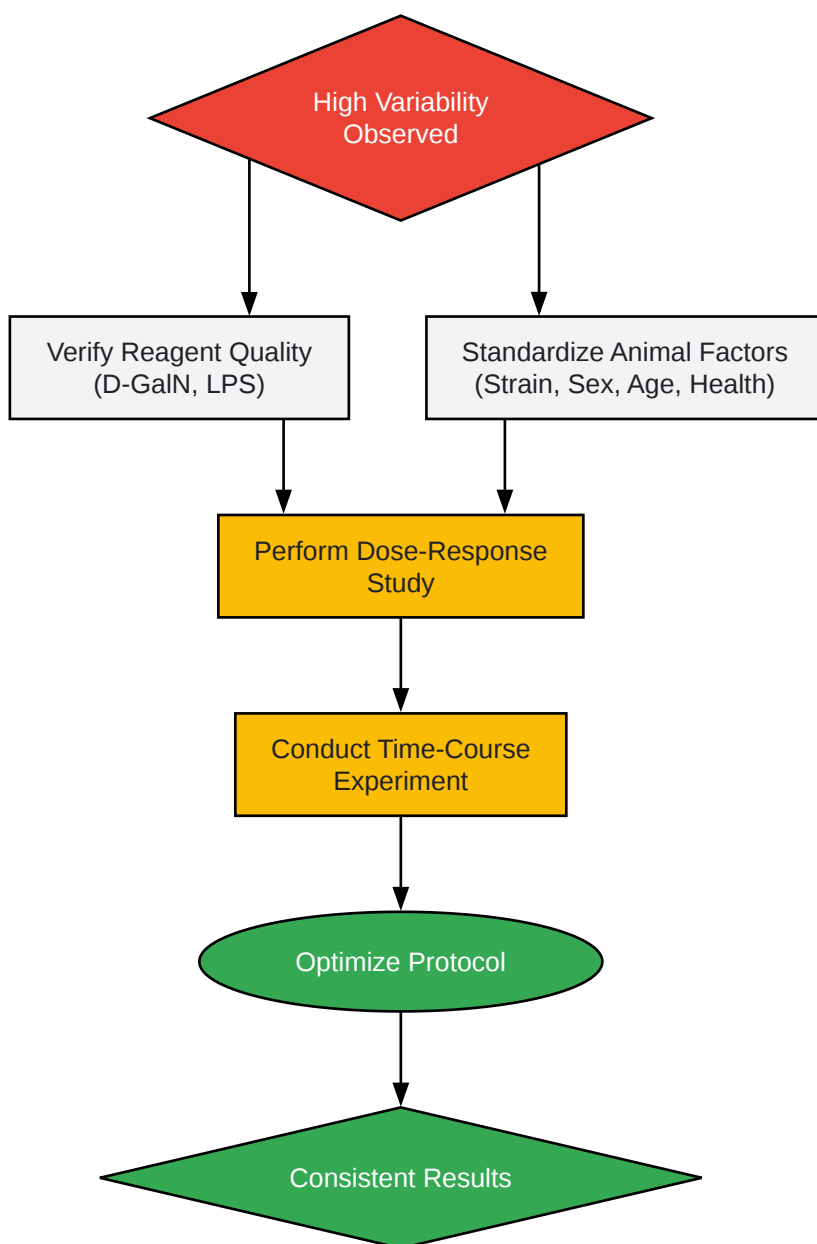 High Variability
Observed
Verify Reagent Quality
(D-GalN, LPS)
Standardize Animal Factors
(Strain, Sex, Age, Health)
Perform Dose-Response
Study
Conduct Time-Course
Experiment
Optimize Protocol
Consistent Results